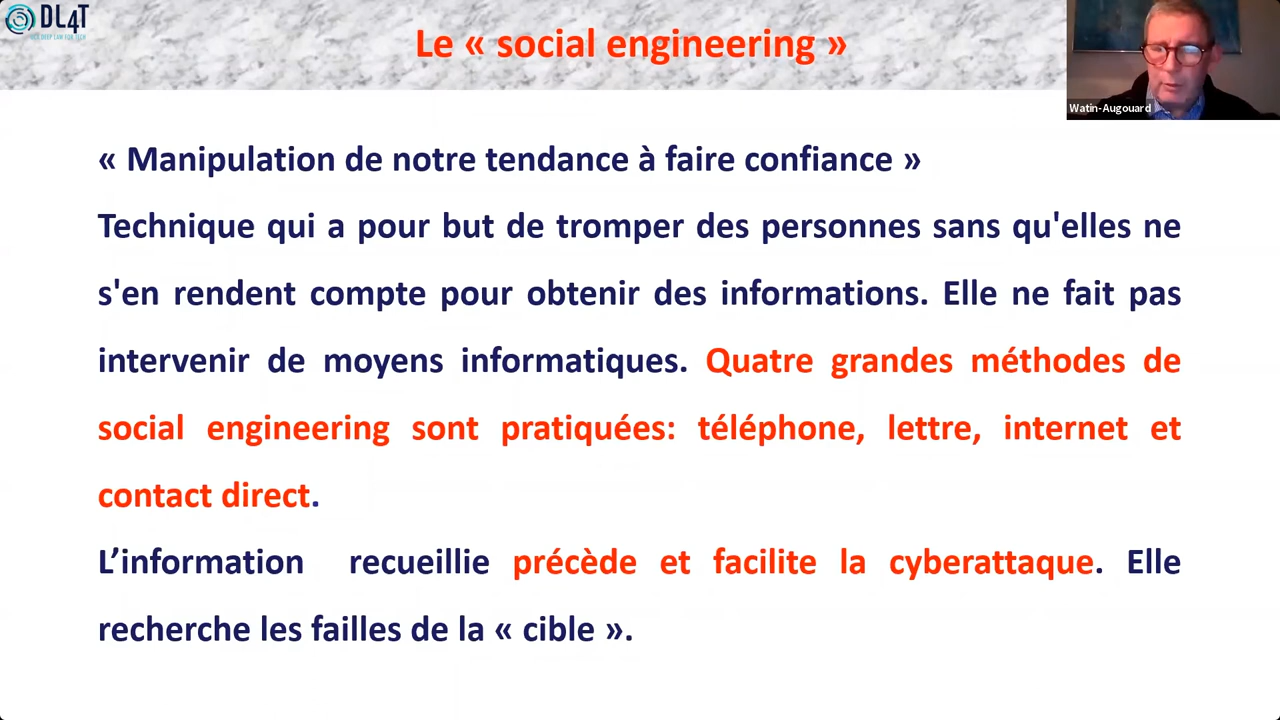 DL4T
Le « social engineering »
Watin-Augouard
« Manipulation de notre tendance à faire confiance »
Technique qui a pour but de tromper des personnes sans qu'elles ne
s'en rendent compte pour obtenir des informations. Elle ne fait pas
intervenir de moyens informatiques. Quatre grandes méthodes de
social engineering sont pratiquées: téléphone, lettre, internet et
contact direct.
L’information recueillie précède et facilite la cyberattaque. Elle
recherche les failles de la « cible ».